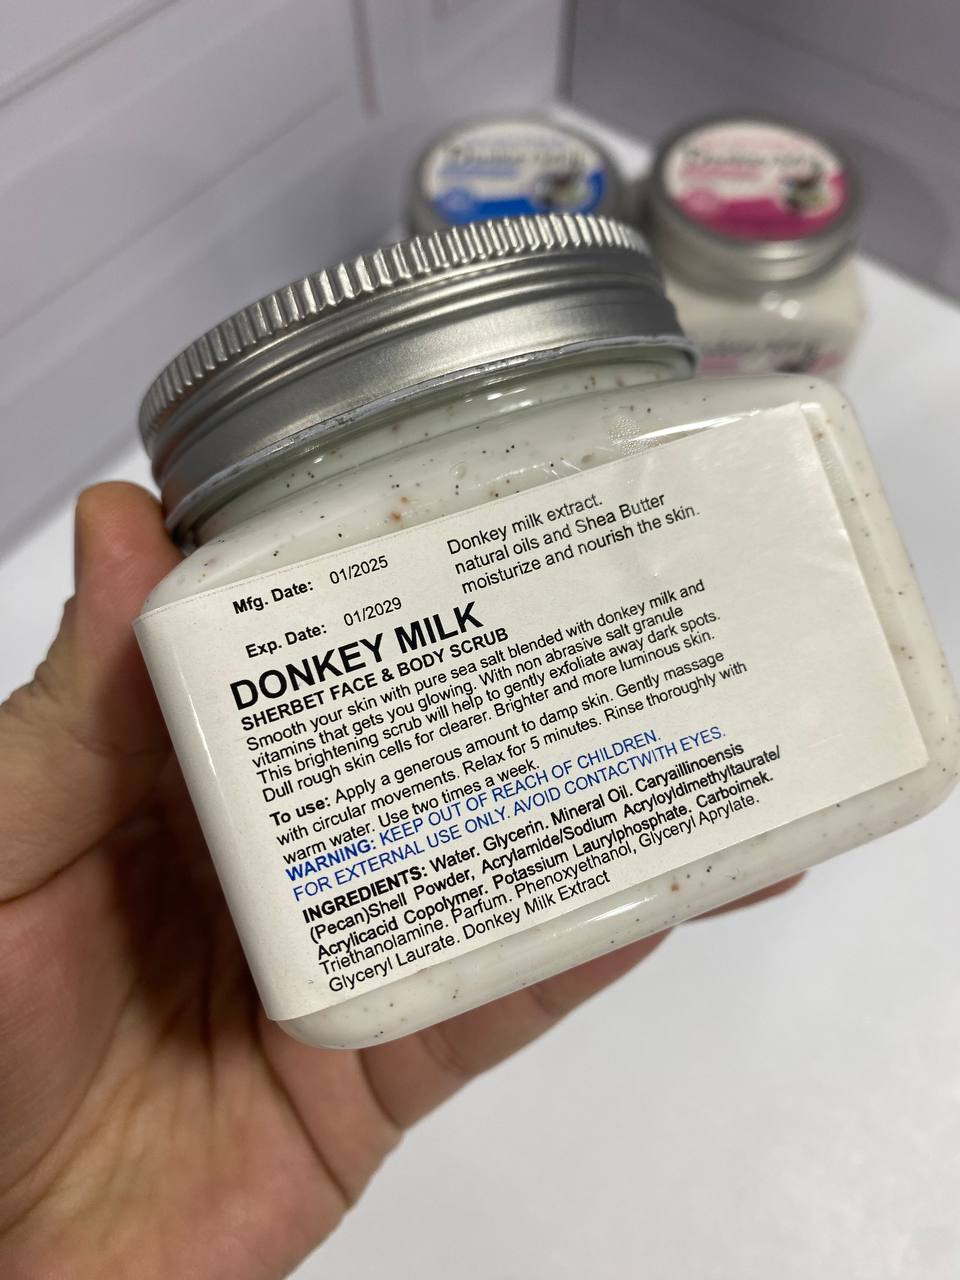 Mfg. Date: 01/2025
Exp. Date: 01/2029
Donkey milk extract.
natural oils and Shea Butter
moisturize and nourish the skin.
DONKEY MILK
SHERBET FACE & BODY SCRUB
Smooth your skin with pure sea salt blended with donkey milk and
vitamins that gets you glowing. With non abrasive salt granule
This brightening scrub will help to gently exfoliate away dark spots.
Dull rough skin cells for clearer. Brighter and more luminous skin.
To use: Apply a generous amount to damp skin. Gently massage
with circular movements. Relax for 5 minutes. Rinse thoroughly with
warm water. Use two times a week.
WARNING: KEEP OUT OF REACH OF CHILDREN.
FOR EXTERNAL USE ONLY. AVOID CONTACTWITH EYES.
INGREDIENTS: Water. Glycerin. Mineral Oil. Caryaillinoensis
(Pecan)Shell Powder, Acrylamide/Sodium Acryloyldimethyltaurate/
Acrylicacid Copolymer. Potassium Laurylphosphate. Carboimek.
Triethanolamine. Parfum. Phenoxyethanol, Glyceryl Aprylate.
Glyceryl Laurate. Donkey Milk Extract